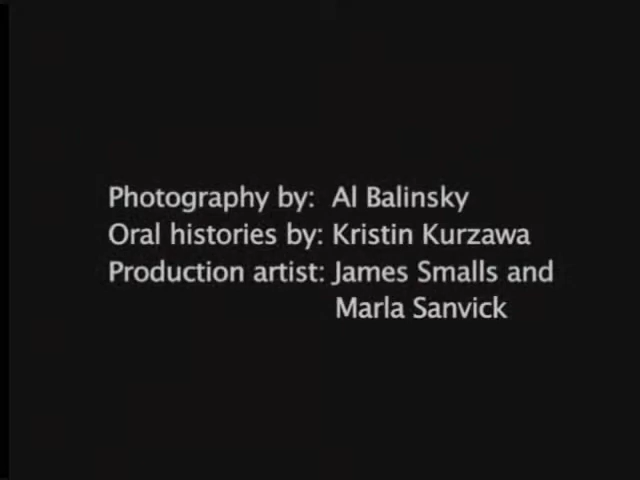 Photography by: Al Balinsky
Oral histories by: Kristin Kurzawa
Production artist: James Smalls and
Marla Sanvick